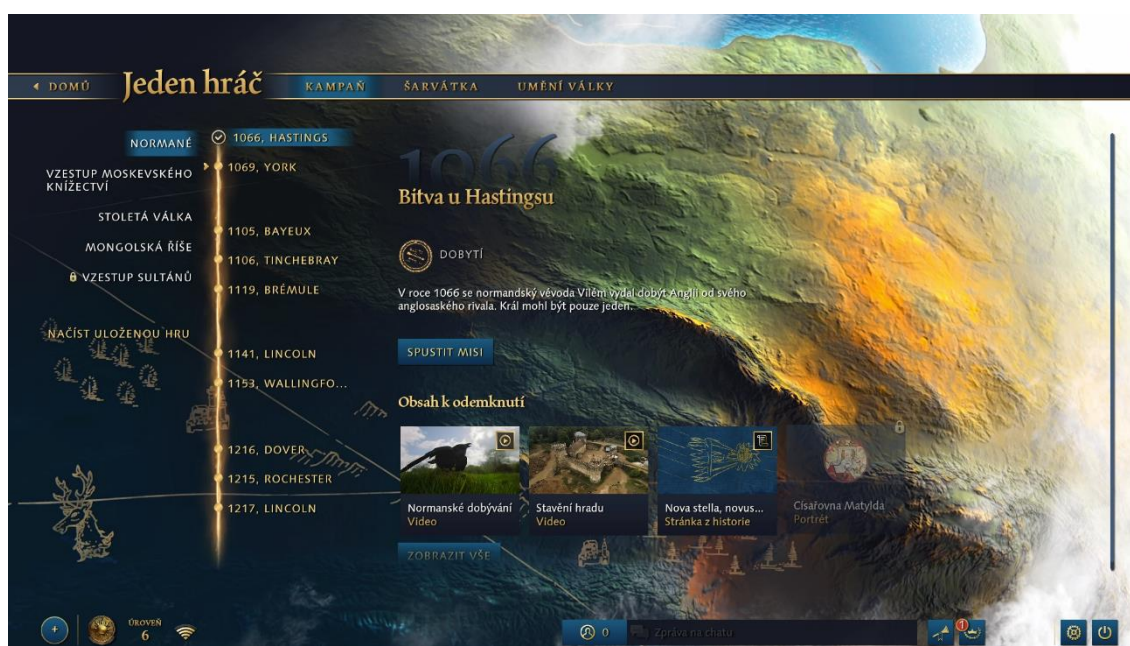 DOMŮ
Jeden hráč
KAMPAŇ
ŠARVÁTKA
UMĚNÍ VÁLKY
NORMANÉ
VZESTUP MOSKEVSKÉHO
KNÍŽECTVÍ
STOLETÁ VÁLKA
MONGOLSKÁ ŘÍŠE
VZESTUP SULTÁNŮ
NAČÍST ULOŽENOU HRU
1066, HASTINGS
1069, YORK
1105, BAYEUX
1106, TINCHEBRAY
1119, BRÉMULE
1141, LINCOLN
1153, WALLINGFO...
1216, DOVER
1215, ROCHESTER
1217, LINCOLN
1066
Bitva u Hastingsu
DOBYTÍ
V roce 1066 se normandský vévoda Vilém vydal dobýt Anglii od svého
anglosaského rivala. Král mohl být pouze jeden.
SPUSTIT MISI
Obsah k odemknutí
Normanské dobývání
Video
Stavění hradu
Video
Nova stella, novus...
Stránka z historie
Císařovna Matylda
Portrét
ZOBRAZIT VŠE
ÚROVEŇ
6
0
Zpráva na chatu
1